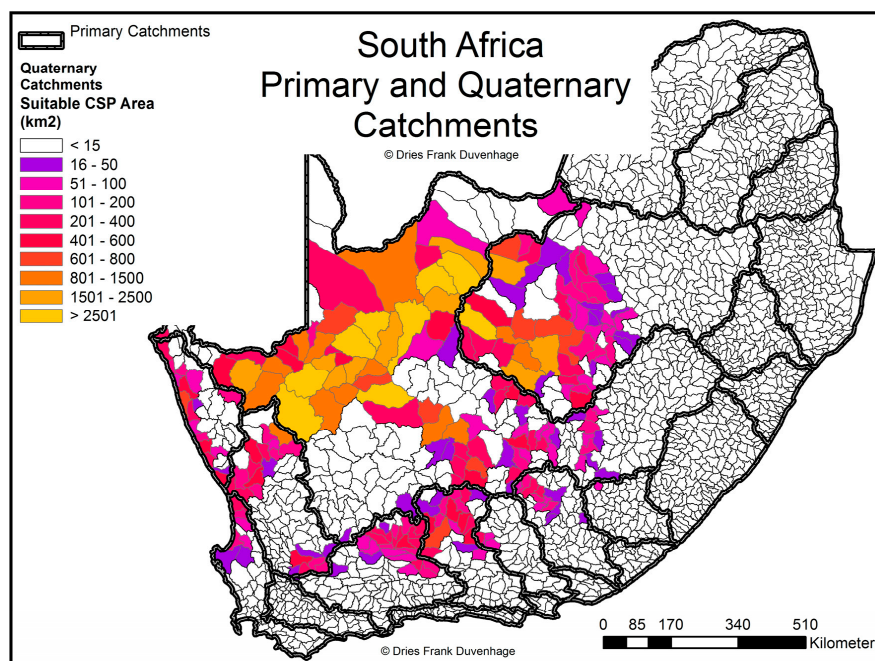 Primary Catchments
Quaternary
Catchments
Suitable CSP Area
(km2)
< 15
16 - 50
51 - 100
101 - 200
201 - 400
401 - 600
601 - 800
801 - 1500
1501 - 2500
> 2501
South Africa
Primary and Quaternary
Catchments
© Dries Frank Duvenhage
0 85 170 340 510
Kilometer
© Dries Frank Duvenhage